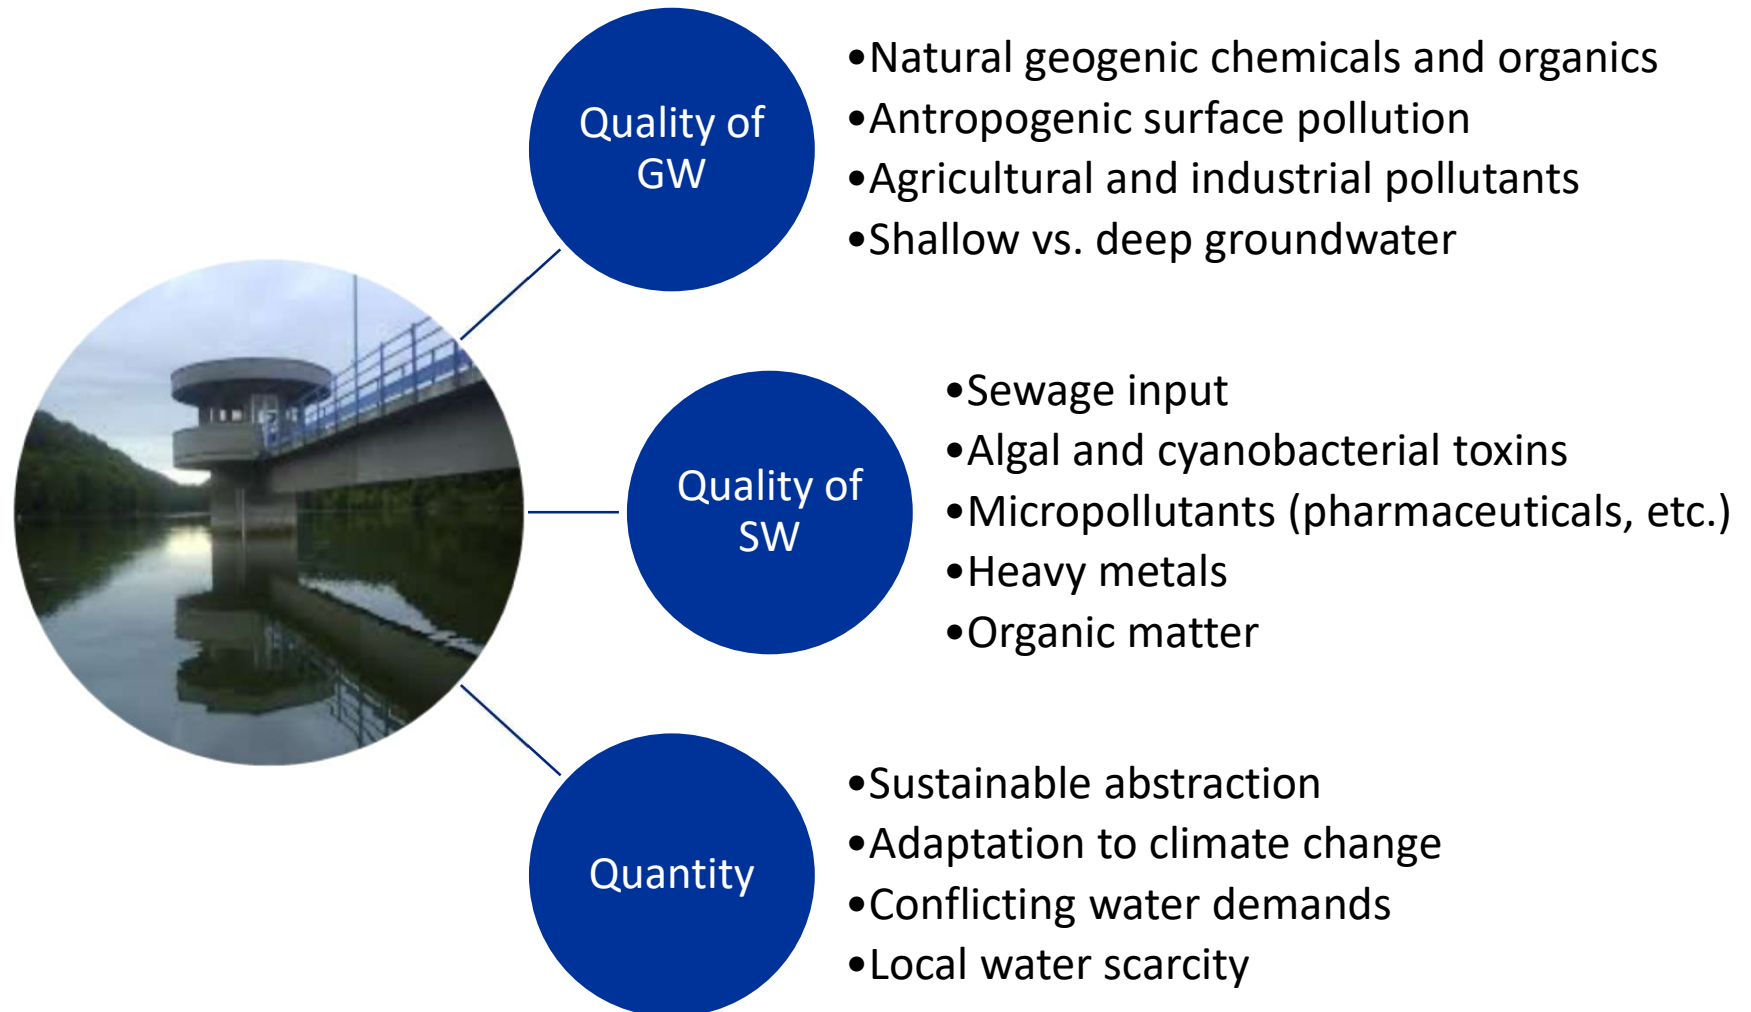 Quality of
GW
•Natural geogenic chemicals and organics
•Antropogenic surface pollution
•Agricultural and industrial pollutants
•Shallow vs. deep groundwater
Quality of
SW
•Sewage input
•Algal and cyanobacterial toxins
•Micropollutants (pharmaceuticals, etc.)
•Heavy metals
•Organic matter
Quantity
•Sustainable abstraction
•Adaptation to climate change
•Conflicting water demands
•Local water scarcity